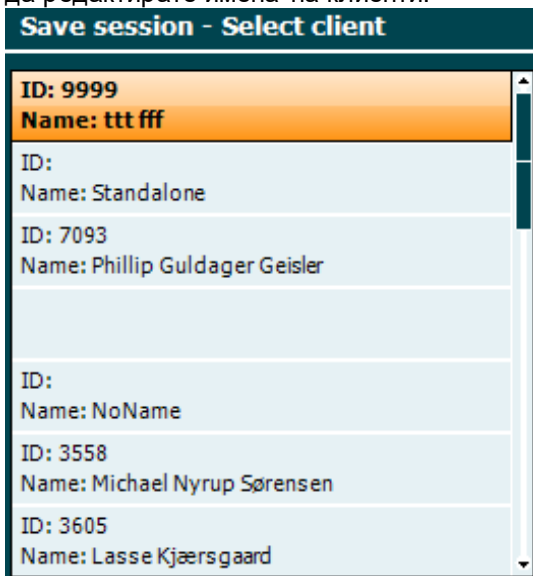 да редактирате имена на клиенти.
Save session - Select client
ID: 9999
Name: ttt fff
ID:
Name: Standalone
ID: 7093
Name: Phillip Guldager Geisler
ID:
Name: NoName
ID: 3558
Name: Michael Nyrup Sørensen
ID: 3605
Name: Lasse Kjærsgaard